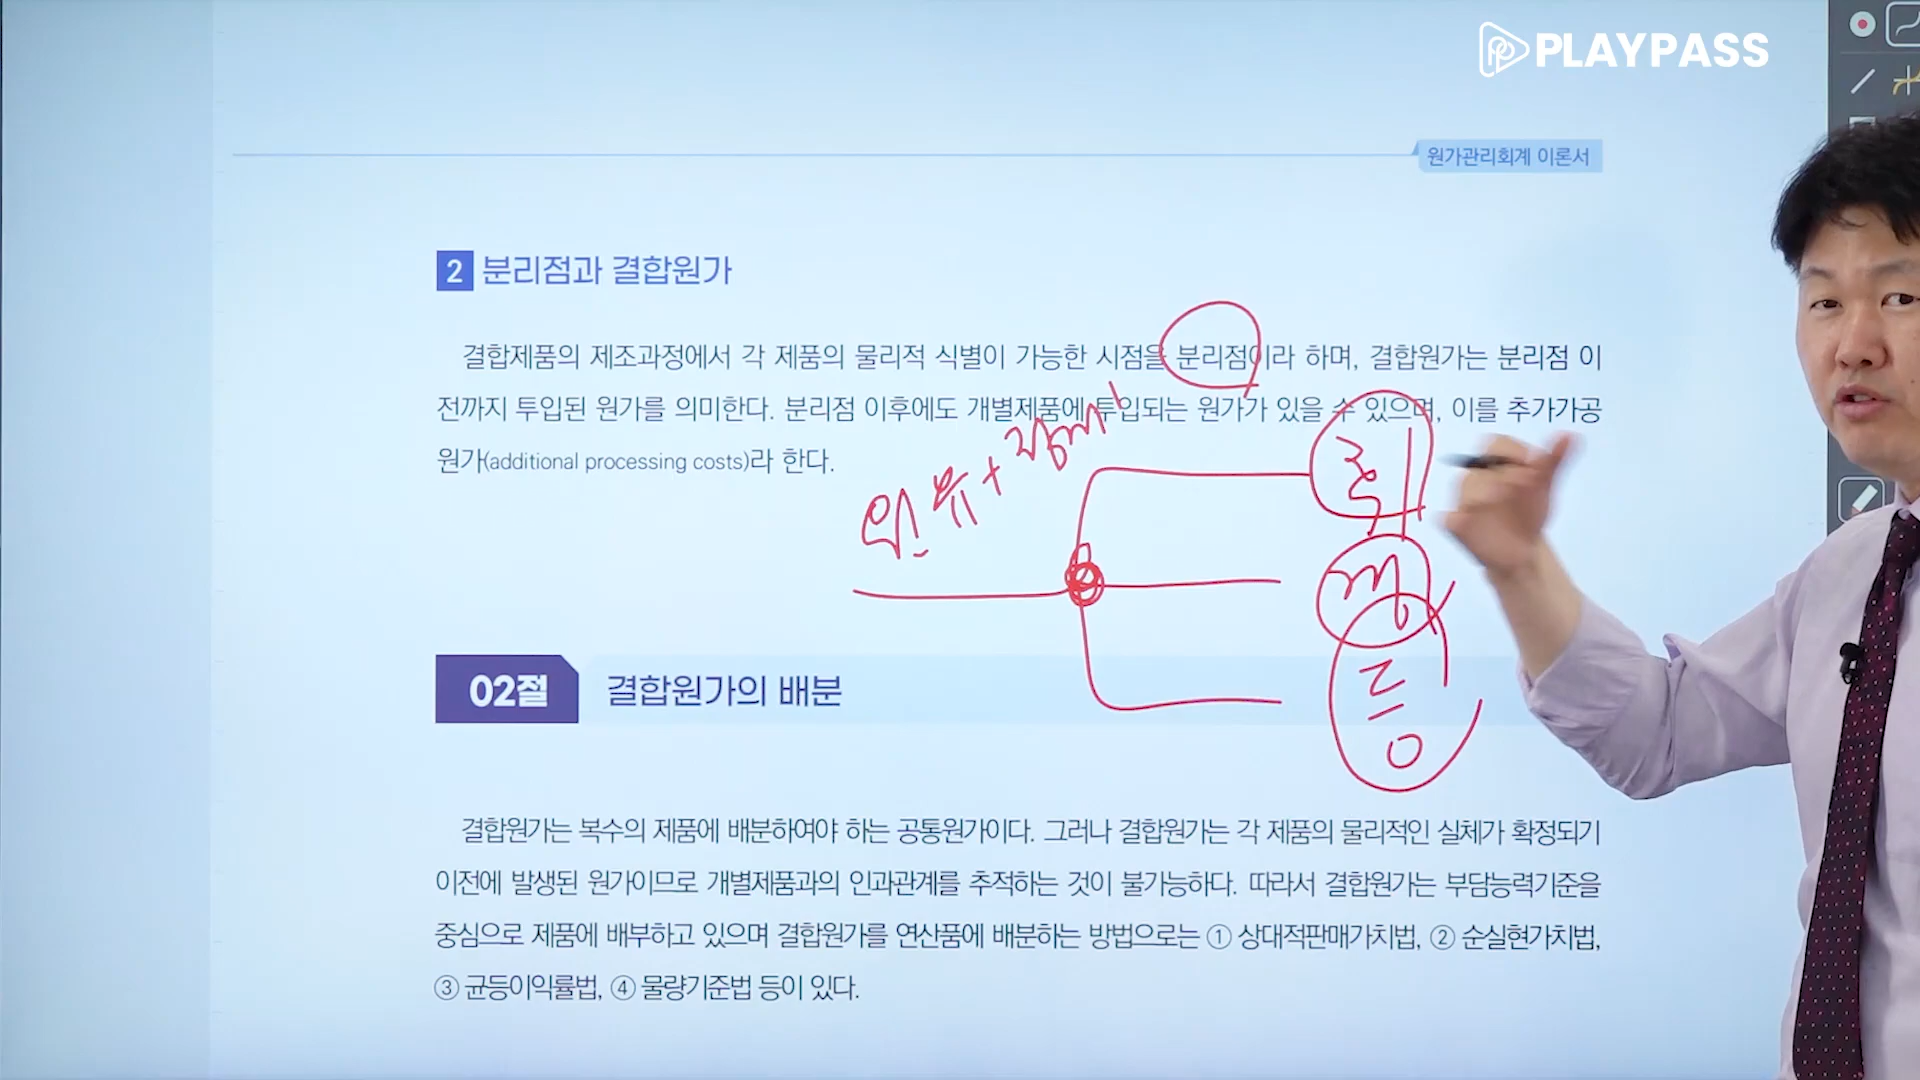 PLAYPASS
원가관리회계 이론서
2 분리점과 결합원가
결합제품의 제조과정에서 각 제품의 물리적 식별이 가능한 시점을 분리점이라 하며, 결합원가는 분리점 이
전까지 투입된 원가를 의미한다. 분리점 이후에도 개별제품에 투입되는 원가가 있을 수 있으며, 이를 추가가공
원가(additional processing costs)라 한다.
원유+
휘
등
02절 결합원가의 배분
결합원가는 복수의 제품에 배분하여야 하는 공통원가이다. 그러나 결합원가는 각 제품의 물리적인 실체가 확정되기
이전에 발생된 원가이므로 개별제품과의 인과관계를 추적하는 것이 불가능하다. 따라서 결합원가는 부담능력기준을
중심으로 제품에 배부하고 있으며 결합원가를 연산품에 배분하는 방법으로는 ① 상대적판매가치법, ② 순실현가치법,
③ 균등이익률법, ④ 물량기준법 등이 있다.